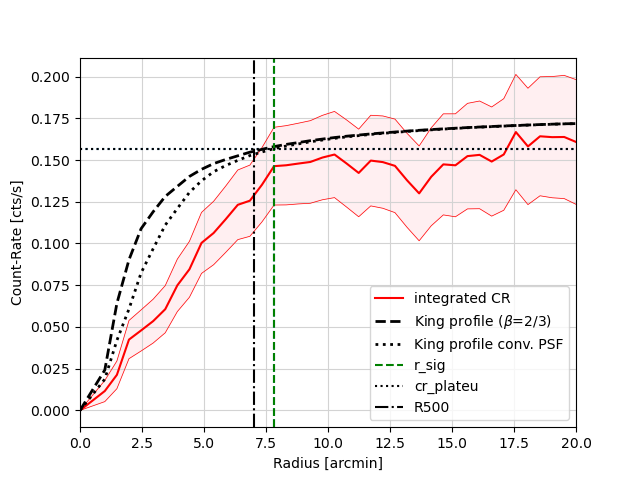 Count-Rate [cts/s]
0.200
0.175
0.150
0.125
0.100
0.075
0.050
0.025
0.000
integrated CR
King profile (β=2/3)
King profile conv. PSF
r_sig
cr_plateu
R500
0.0 2.5 5.0 7.5 10.0 12.5 15.0 17.5 20.0
Radius [arcmin]